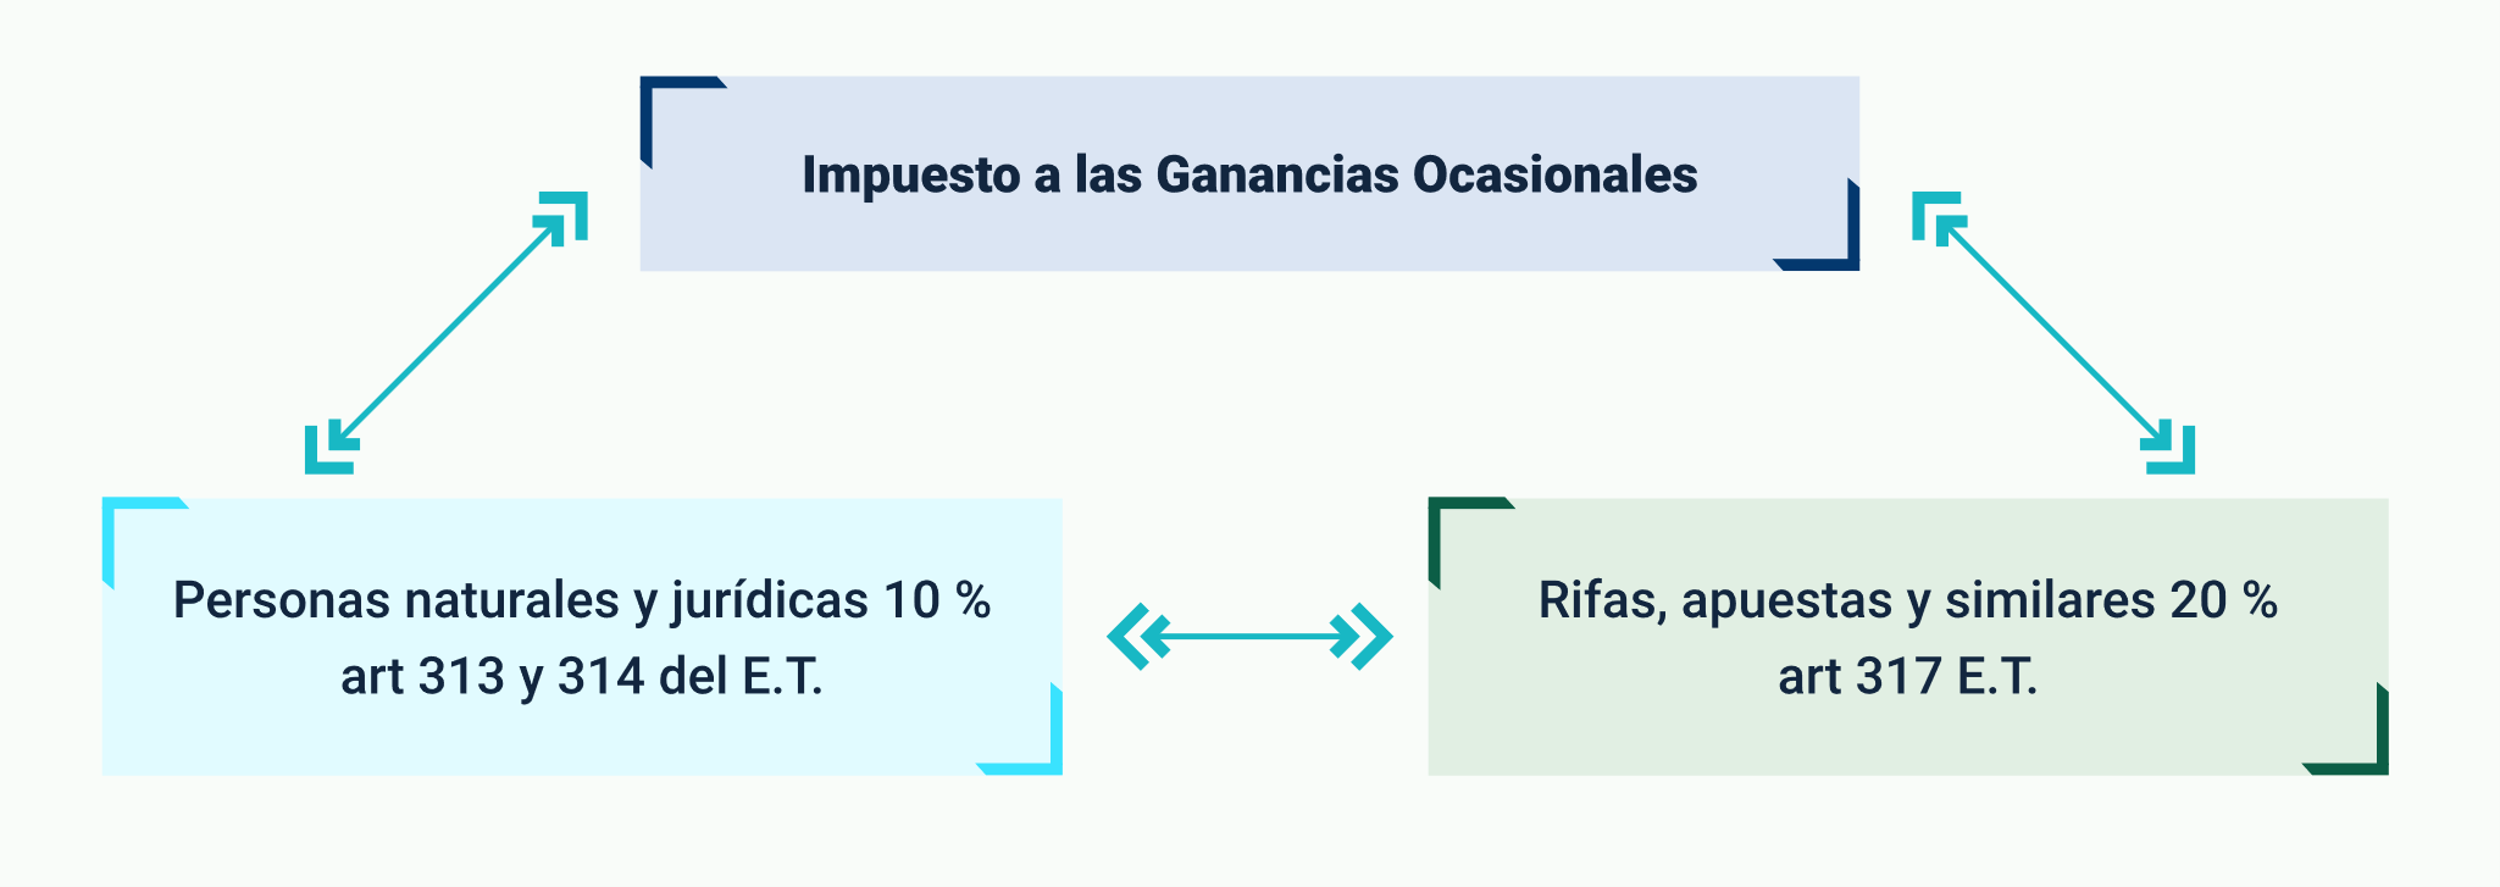 Impuesto a las Ganancias Ocasionales
Personas naturales y jurídicas 10 %
art 313 y 314 del E.T.
Rifas, apuestas y similares 20 %
art 317 E.T.